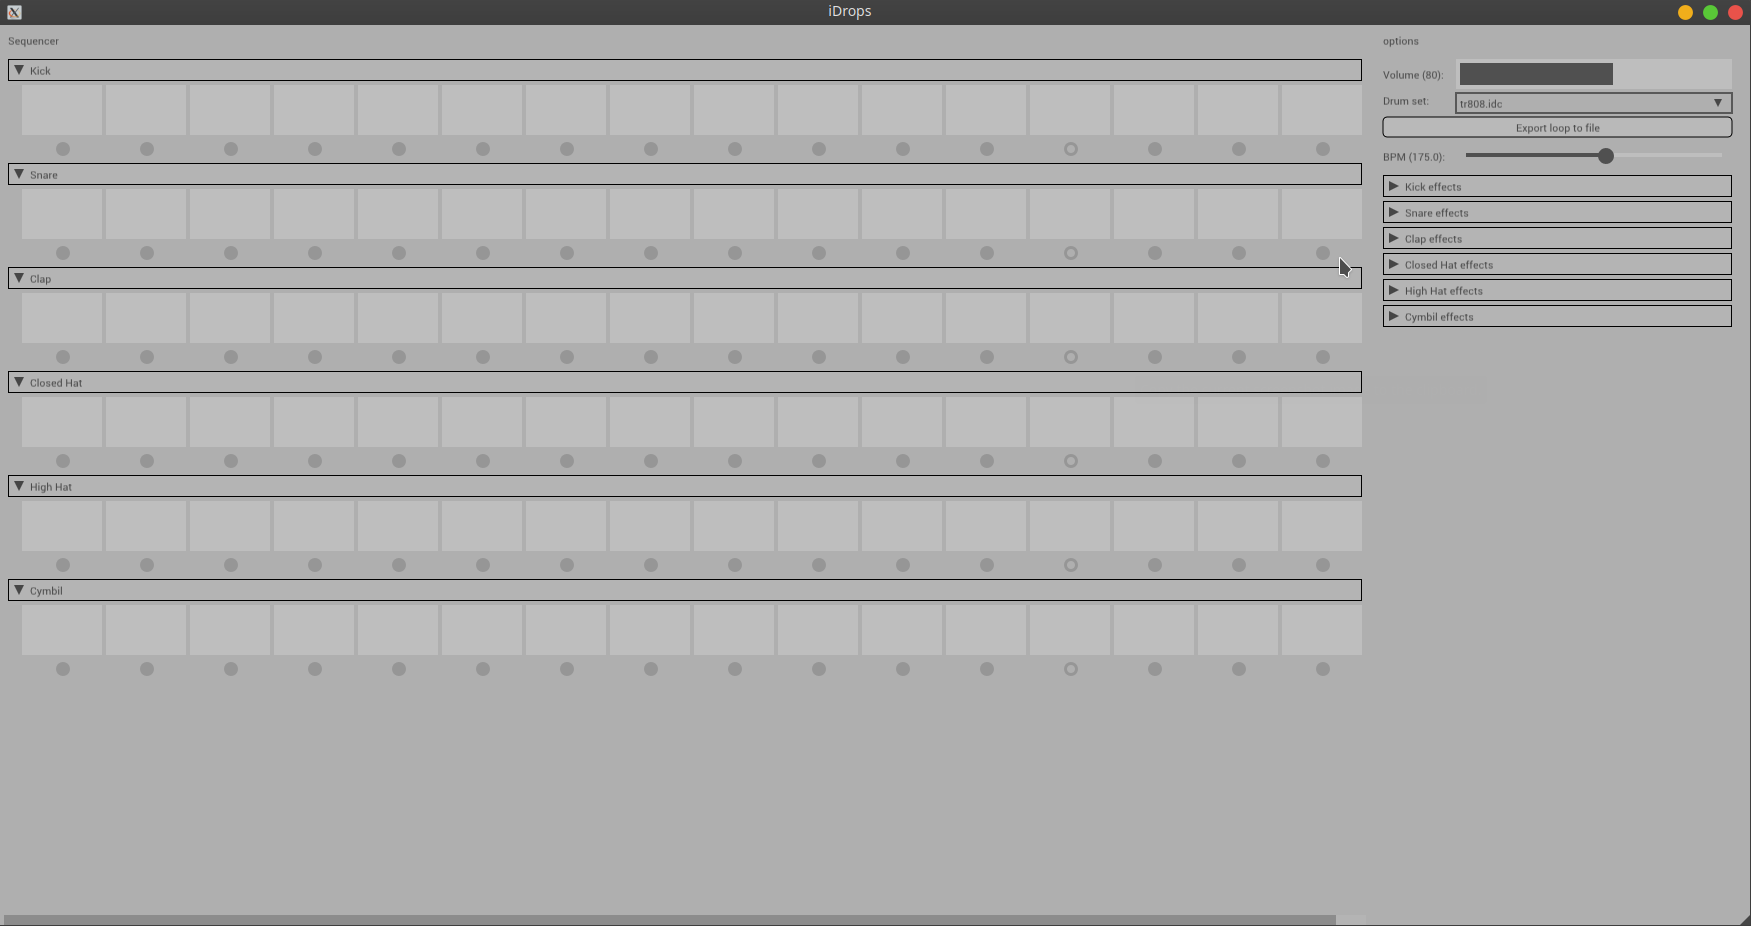 iDrops
Sequencer
Kick
Snare
Clap
Closed Hat
High Hat
Cymbil
options
Volume (80):
Drum set: tr808.idc
Export loop to file
BPM (175.0):
Kick effects
Snare effects
Clap effects
Closed Hat effects
High Hat effects
Cymbil effects